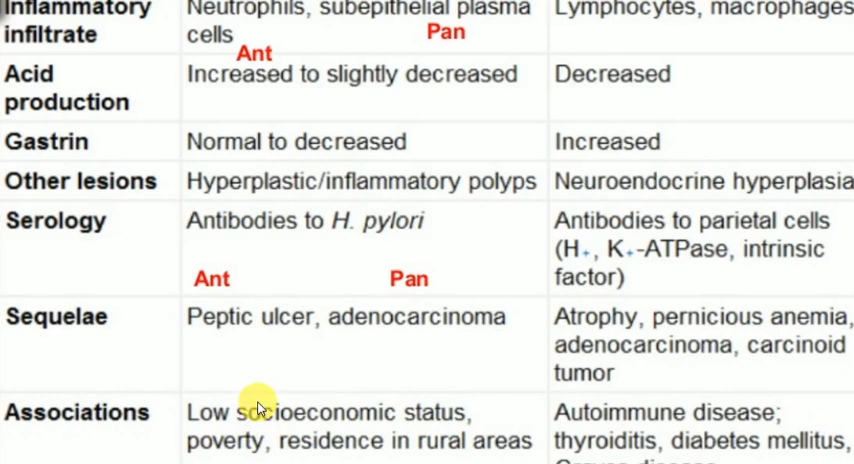 Inflammatory infiltrate | Neutrophils, subepithelial plasma cells | Lymphocytes, macrophages
Ant Pan
Acid production | Increased to slightly decreased | Decreased
Gastrin | Normal to decreased | Increased
Other lesions | Hyperplastic/inflammatory polyps | Neuroendocrine hyperplasia
Serology | Antibodies to H. pylori | Antibodies to parietal cells (H+, K+-ATPase, intrinsic factor)
Ant Pan
Sequelae | Peptic ulcer, adenocarcinoma | Atrophy, pernicious anemia, adenocarcinoma, carcinoid tumor
Associations | Low socioeconomic status, poverty, residence in rural areas | Autoimmune disease; thyroiditis, diabetes mellitus,